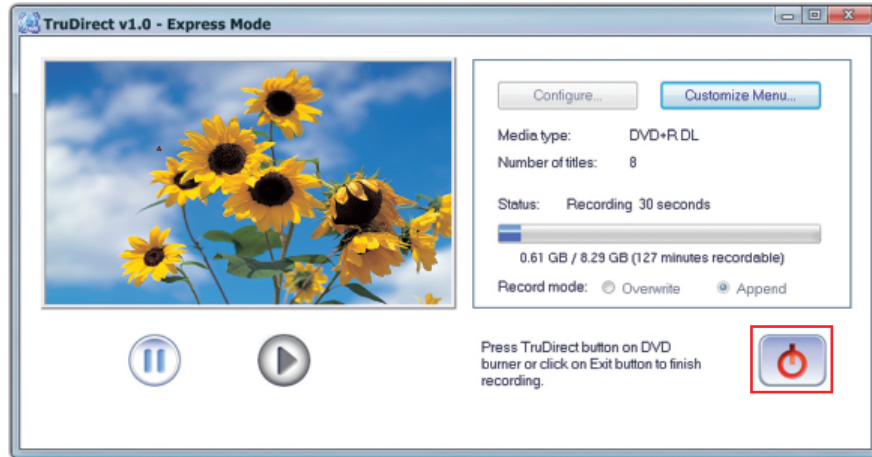 TruDirect v1.0 - Express Mode
Configure...
Customize Menu...
Media type: DVD+R DL
Number of titles: 8
Status: Recording 30 seconds
0.61 GB / 8.29 GB (127 minutes recordable)
Record mode: Overwrite Append
Press TruDirect button on DVD
burner or click on Exit button to finish
recording.